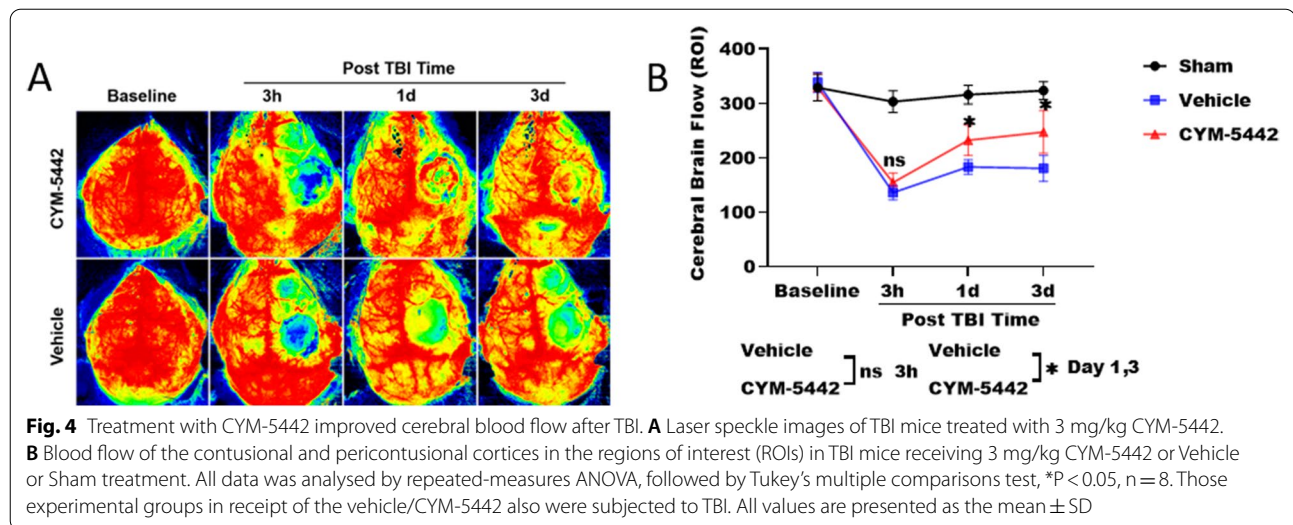 A
Post TBI Time
Baseline 3h 1d 3d
CYM-5442
Vehicle
B
Cerebral Brain Flow (ROI)
400
300
200
100
0
ns
*
*
Sham
Vehicle
CYM-5442
Baseline 3h 1d 3d
Post TBI Time
Vehicle Vehicle
ns 3h * Day 1,3
CYM-5442 CYM-5442
Fig. 4 Treatment with CYM-5442 improved cerebral blood flow after TBI. A Laser speckle images of TBI mice treated with 3 mg/kg CYM-5442.
B Blood flow of the contusional and pericontusional cortices in the regions of interest (ROIs) in TBI mice receiving 3 mg/kg CYM-5442 or Vehicle
or Sham treatment. All data was analysed by repeated-measures ANOVA, followed by Tukey's multiple comparisons test, *P < 0.05, n = 8. Those
experimental groups in receipt of the vehicle/CYM-5442 also were subjected to TBI. All values are presented as the mean ± SD